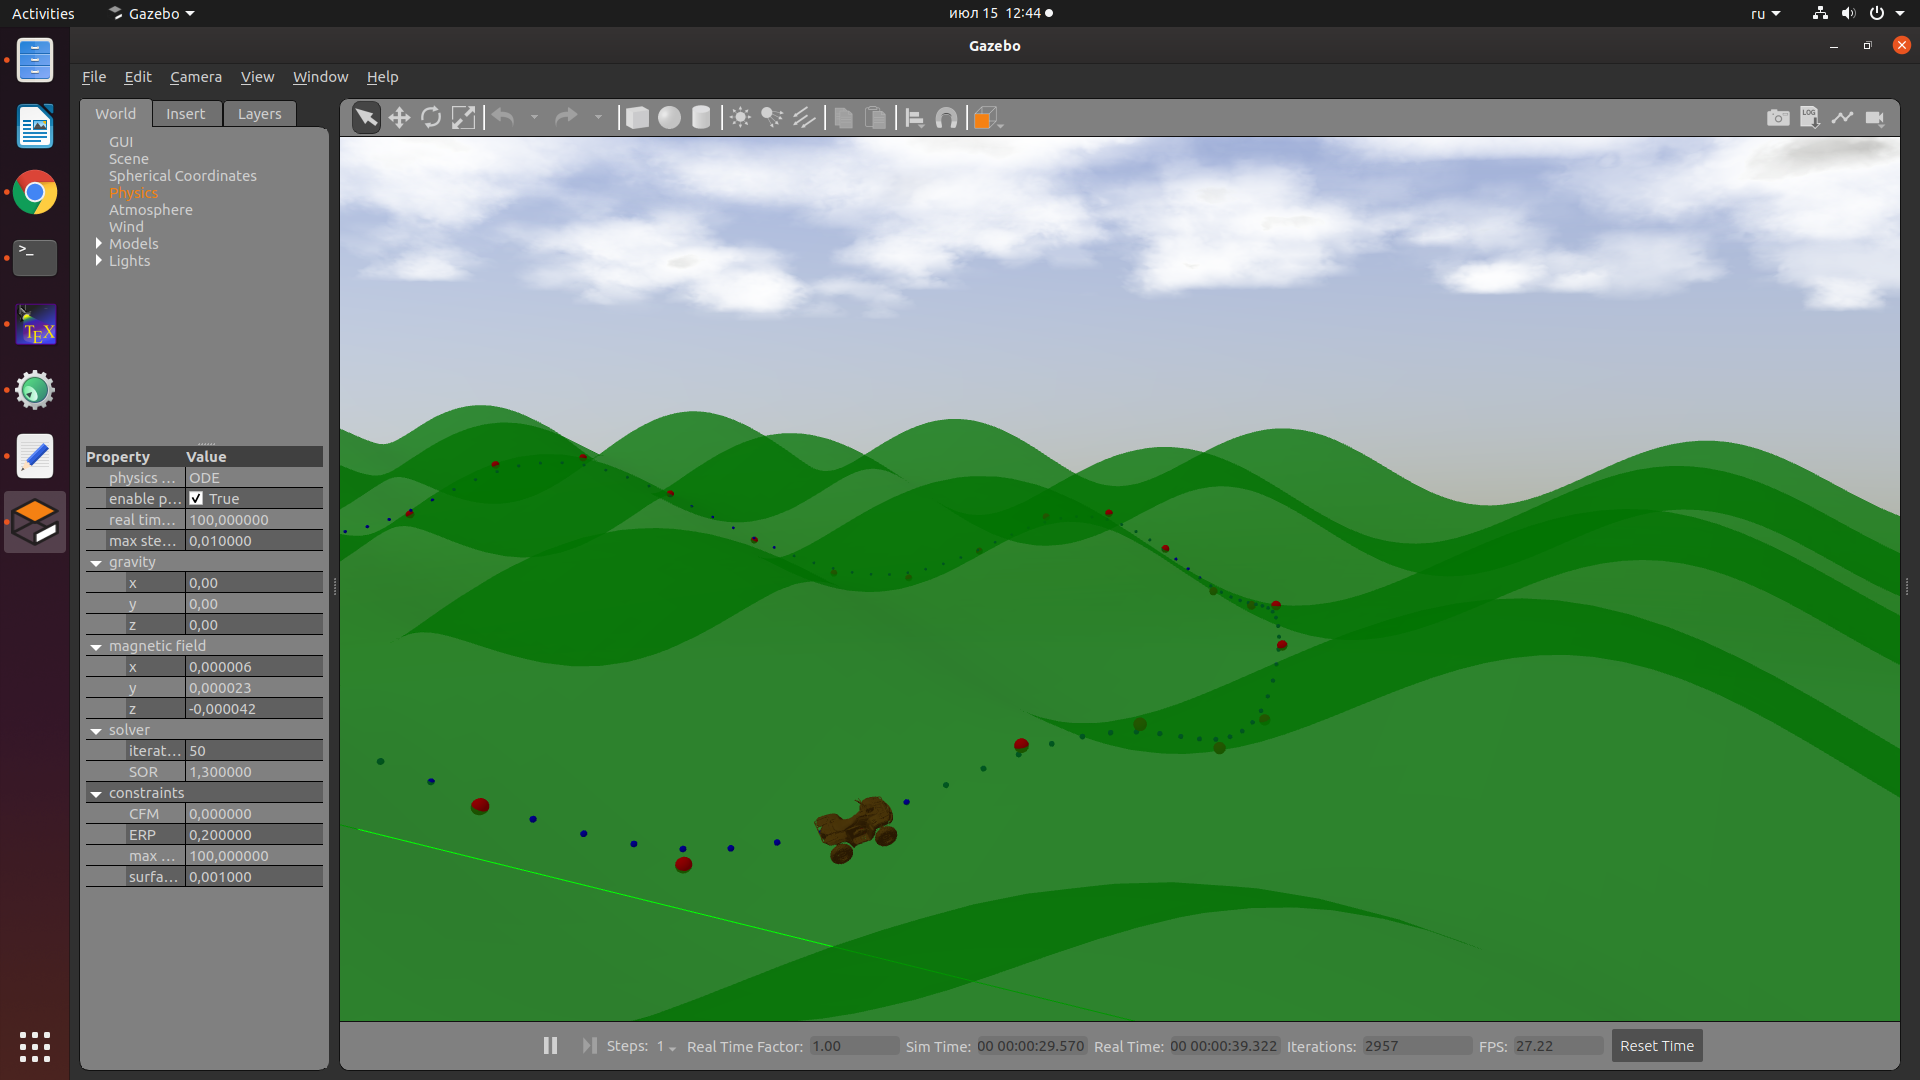 Activities Gazebo июл 15 12:44 ru
Gazebo
File Edit Camera View Window Help
World Insert Layers
GUI
Scene
Spherical Coordinates
Physics
Atmosphere
Wind
Models
Lights
Property Value
physics ... ODE
enable p... True
real tim... 100,000000
max ste... 0,010000
gravity
x 0,00
y 0,00
z 0,00
magnetic field
x 0,000006
y 0,000023
z -0,000042
solver
iterat... 50
SOR 1,300000
constraints
CFM 0,000000
ERP 0,200000
max ... 100,000000
surfa... 0,001000
LOG
>_
TEX
Steps: 1 Real Time Factor: 1.00 Sim Time: 00 00:00:29.570 Real Time: 00 00:00:39.322 Iterations: 2957 FPS: 27.22 Reset Time